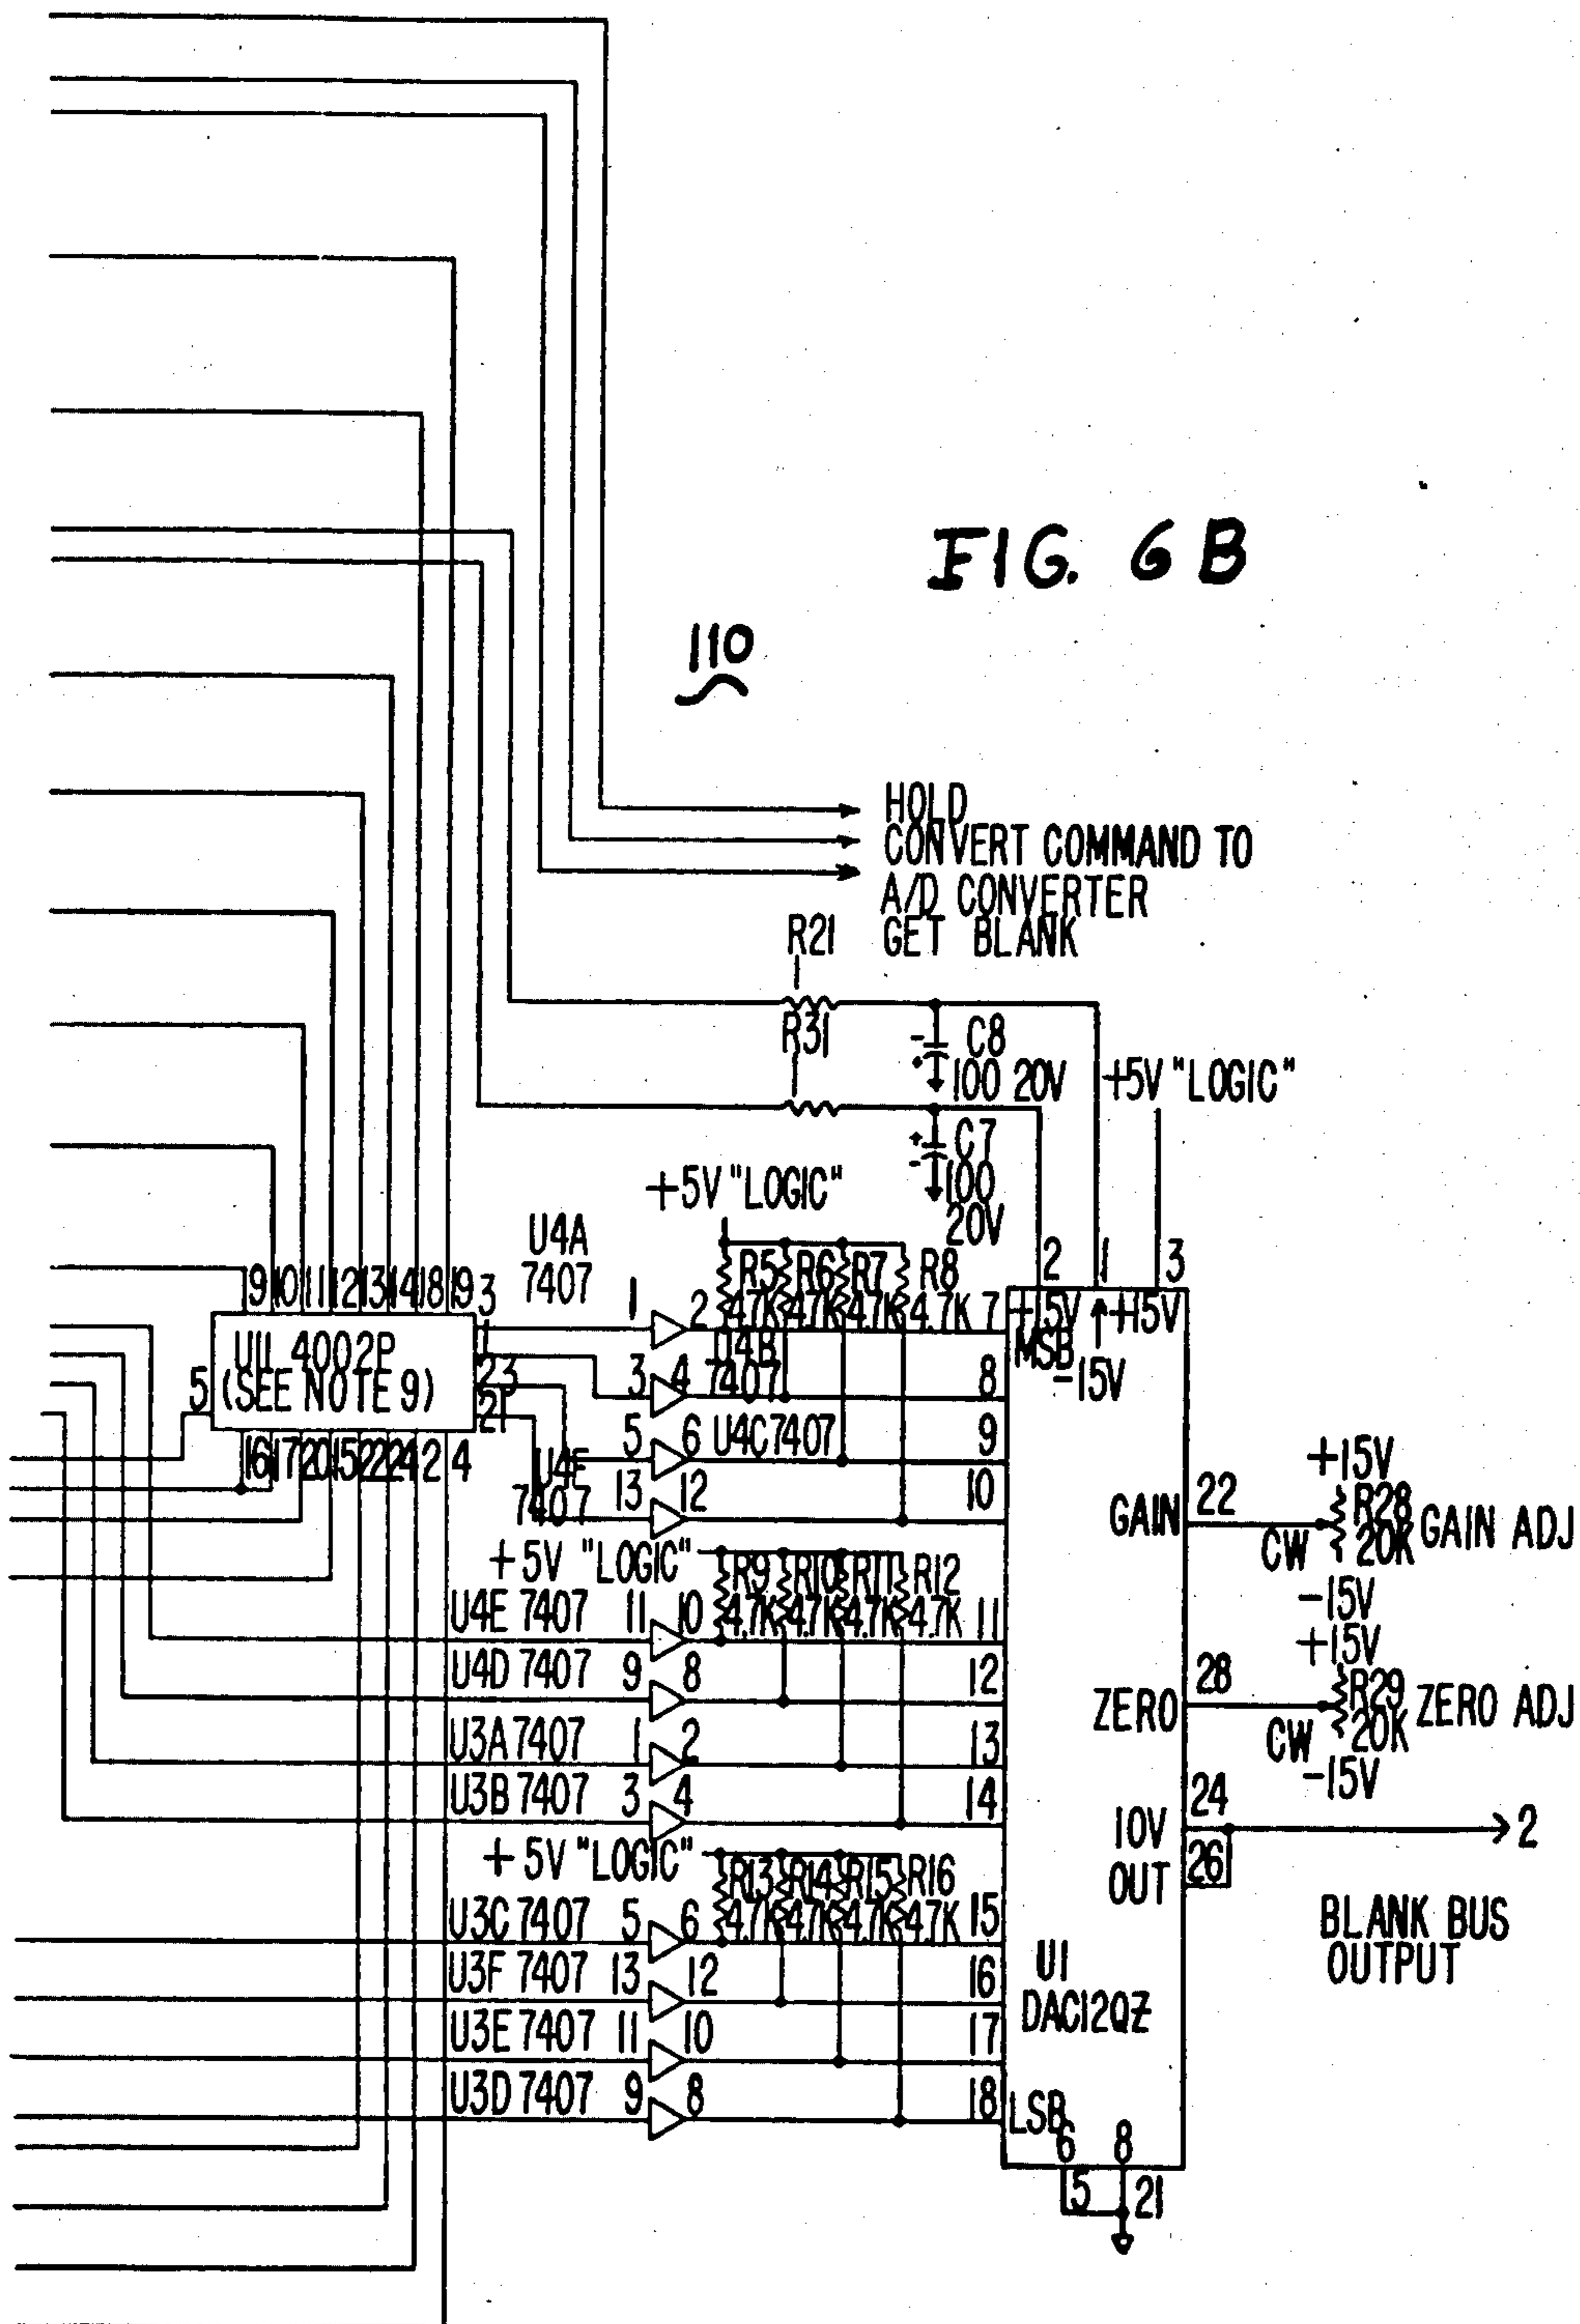 FIG. 6 B
110
HOLD
CONVERT COMMAND TO
A/D CONVERTER
GET BLANK
R21
R31
C8
100 20V
+5V "LOGIC"
C7
100
20V
+5V "LOGIC"
U4A
7407
R5 R6 R7 R8
4.7K 4.7K 4.7K 4.7K
2 1 3
+15V +15V
MSB
-15V
9 10 11 12 13 14 18 19 3
1
23
21
U11 4002P
(SEE NOTE 9)
5
16 17 20 15 22 24 2 4
1 2 7
U4B
7407
3 4 8
5 6 U4C 7407 9
U4F
7407
13 12 10
+5V "LOGIC"
R9 R10 R11 R12
4.7K 4.7K 4.7K 4.7K
U4E 7407 11 10 11
U4D 7407 9 8 12
U3A 7407 1 2 13
U3B 7407 3 4 14
+5V "LOGIC"
R13 R14 R15 R16
4.7K 4.7K 4.7K 4.7K
U3C 7407 5 6 15
U3F 7407 13 12 16
U3E 7407 11 10 17
U3D 7407 9 8 18
LSB
U1
DAC12QZ
6 8
5 21
GAIN 22
+15V
R28
20K
GAIN ADJ
CW
-15V
ZERO 28
+15V
R29
20K
ZERO ADJ
CW
-15V
10V
OUT
24
26
2
BLANK BUS
OUTPUT